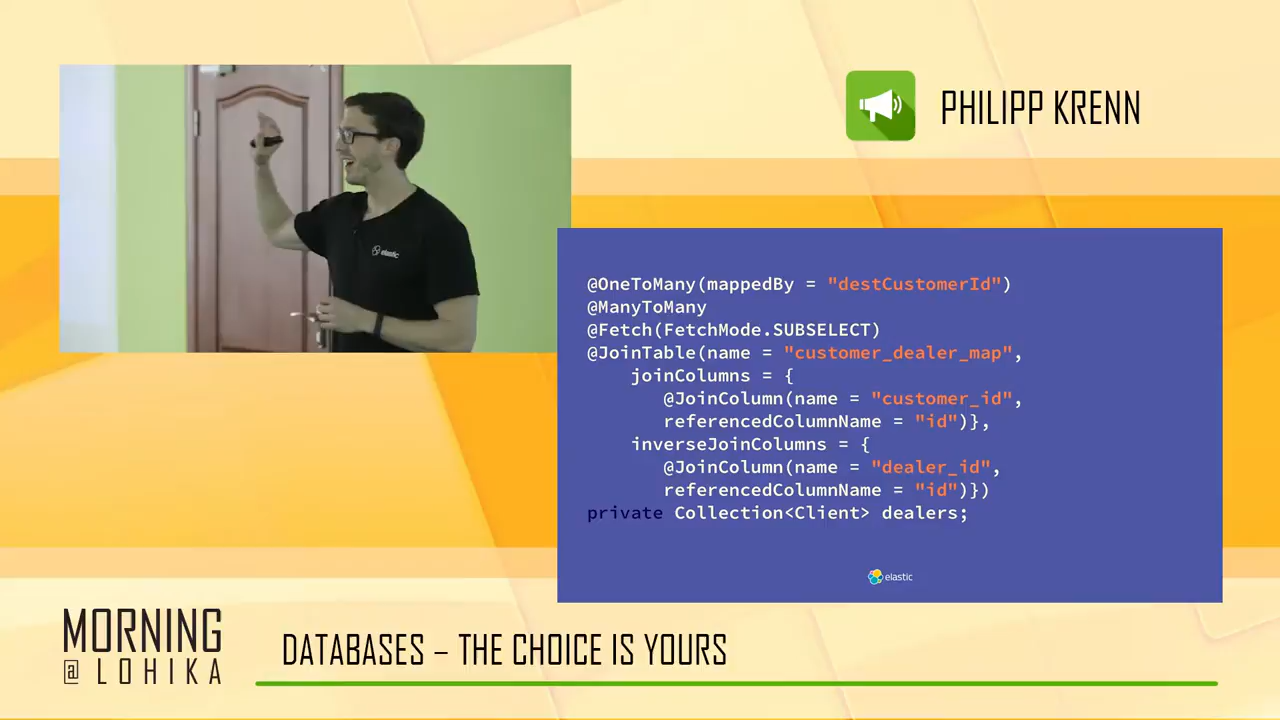 PHILIPP KRENN
elastic
@OneToMany(mappedBy = "destCustomerId")
@ManyToMany
@Fetch(FetchMode.SUBSELECT)
@JoinTable(name = "customer_dealer_map",
joinColumns = {
@JoinColumn(name = "customer_id",
referencedColumnName = "id")},
inverseJoinColumns = {
@JoinColumn(name = "dealer_id",
referencedColumnName = "id")})
private Collection<Client> dealers;
elastic
MORNING
@ LOHIKA
DATABASES – THE CHOICE IS YOURS